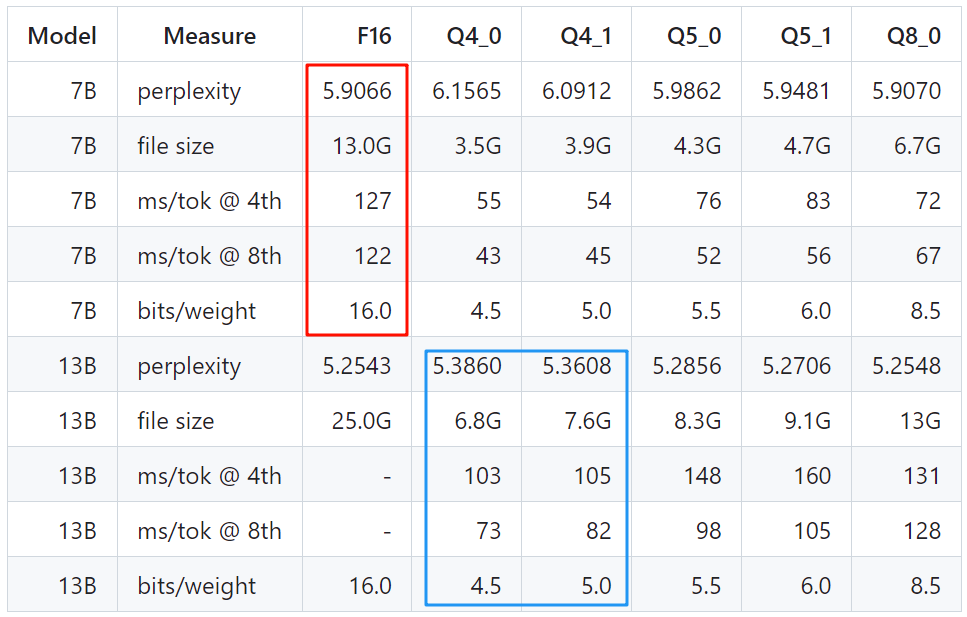 Model Measure F16 Q4_0 Q4_1 Q5_0 Q5_1 Q8_0
7B perplexity 5.9066 6.1565 6.0912 5.9862 5.9481 5.9070
7B file size 13.0G 3.5G 3.9G 4.3G 4.7G 6.7G
7B ms/tok @ 4th 127 55 54 76 83 72
7B ms/tok @ 8th 122 43 45 52 56 67
7B bits/weight 16.0 4.5 5.0 5.5 6.0 8.5
13B perplexity 5.2543 5.3860 5.3608 5.2856 5.2706 5.2548
13B file size 25.0G 6.8G 7.6G 8.3G 9.1G 13G
13B ms/tok @ 4th - 103 105 148 160 131
13B ms/tok @ 8th - 73 82 98 105 128
13B bits/weight 16.0 4.5 5.0 5.5 6.0 8.5